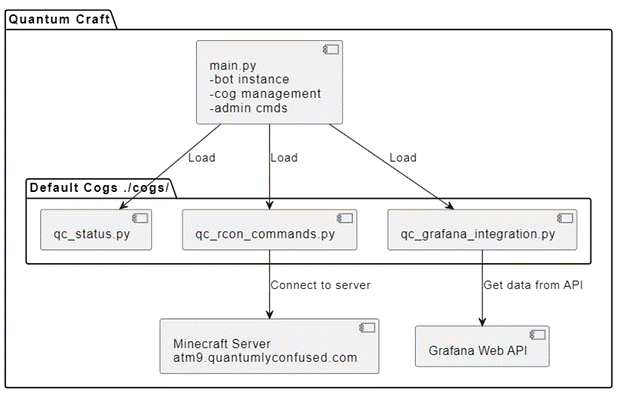 Quantum Craft
main.py
-bot instance
-cog management
-admin cmds
Load
Load
Load
Default Cogs ./cogs/
qc_status.py
qc_rcon_commands.py
qc_grafana_integration.py
Connect to server
Get data from API
Minecraft Server
atm9.quantumlyconfused.com
Grafana Web API